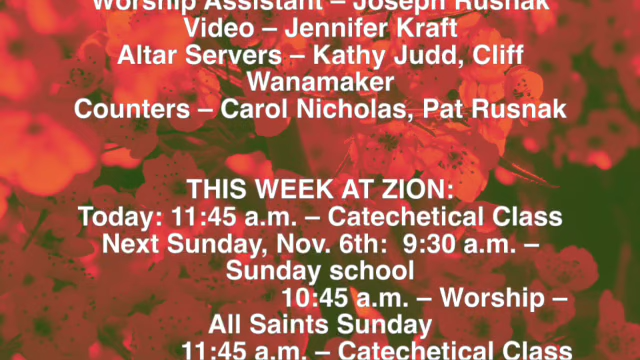 Worship Assistant – Joseph Rusnak
Video – Jennifer Kraft
Altar Servers – Kathy Judd, Cliff
Wanamaker
Counters – Carol Nicholas, Pat Rusnak
THIS WEEK AT ZION:
Today: 11:45 a.m. – Catechetical Class
Next Sunday, Nov. 6th: 9:30 a.m. –
Sunday school
10:45 a.m. – Worship –
All Saints Sunday
11:45 a.m. – Catechetical Class